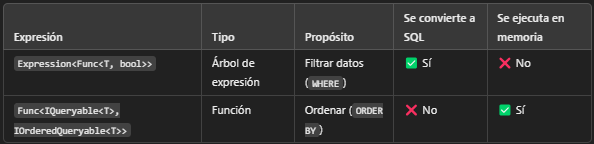 Expresión Tipo Propósito Se convierte a SQL Se ejecuta en memoria
Expression<Func<T, bool>> Árbol de expresión Filtrar datos (WHERE) ✅ Sí ❌ No
Func<IQueryable<T>, IOrderedQueryable<T>> Función Ordenar (ORDER BY) ❌ No ✅ Sí